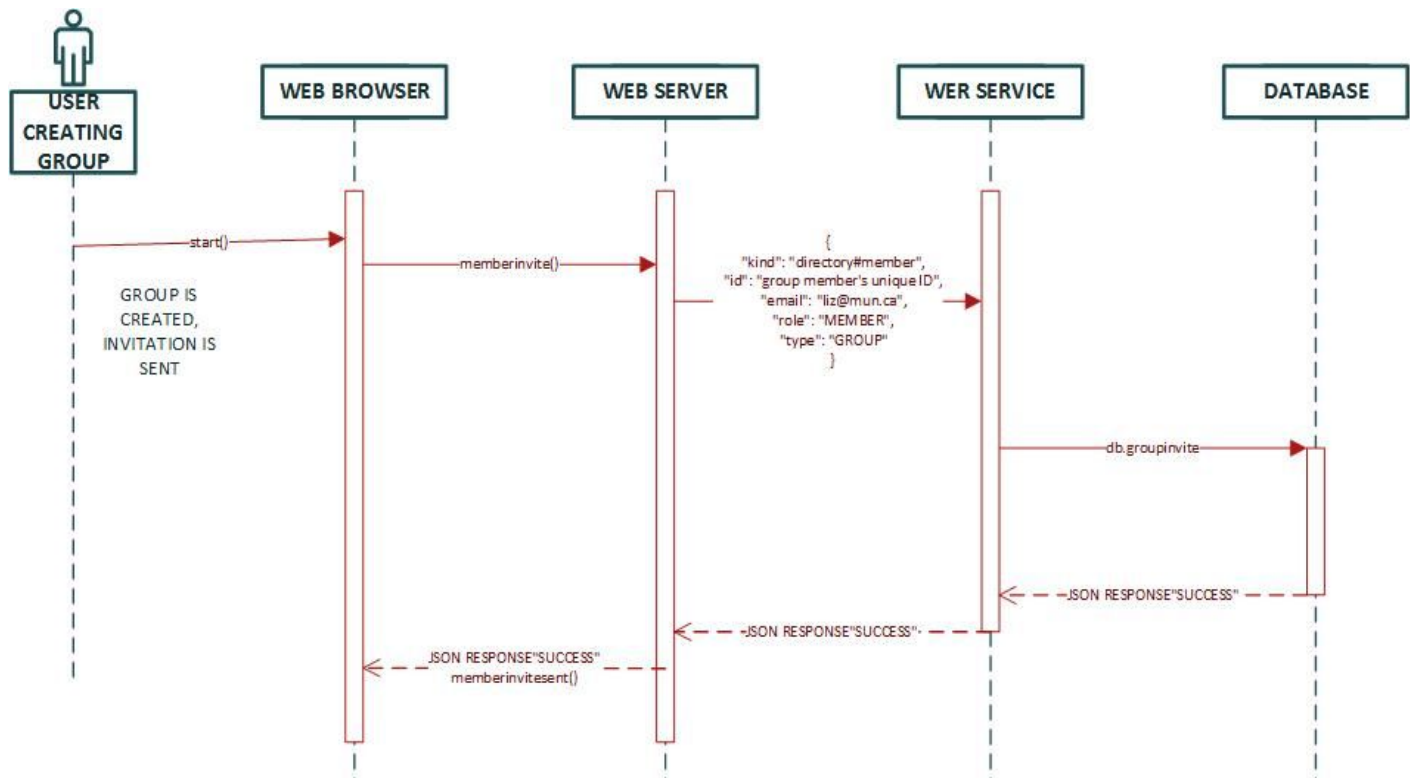 USER
CREATING
GROUP
WEB BROWSER
WEB SERVER
WER SERVICE
DATABASE
start()
GROUP IS
CREATED,
INVITATION IS
SENT
memberinvite()
{
"kind": "directory#member",
"id": "group member's unique ID",
"email": "liz@mun.ca",
"role": "MEMBER",
"type": "GROUP"
}
db.groupinvite
JSON RESPONSE"SUCCESS"
JSON RESPONSE"SUCCESS"
JSON RESPONSE"SUCCESS"
memberinvitesent()